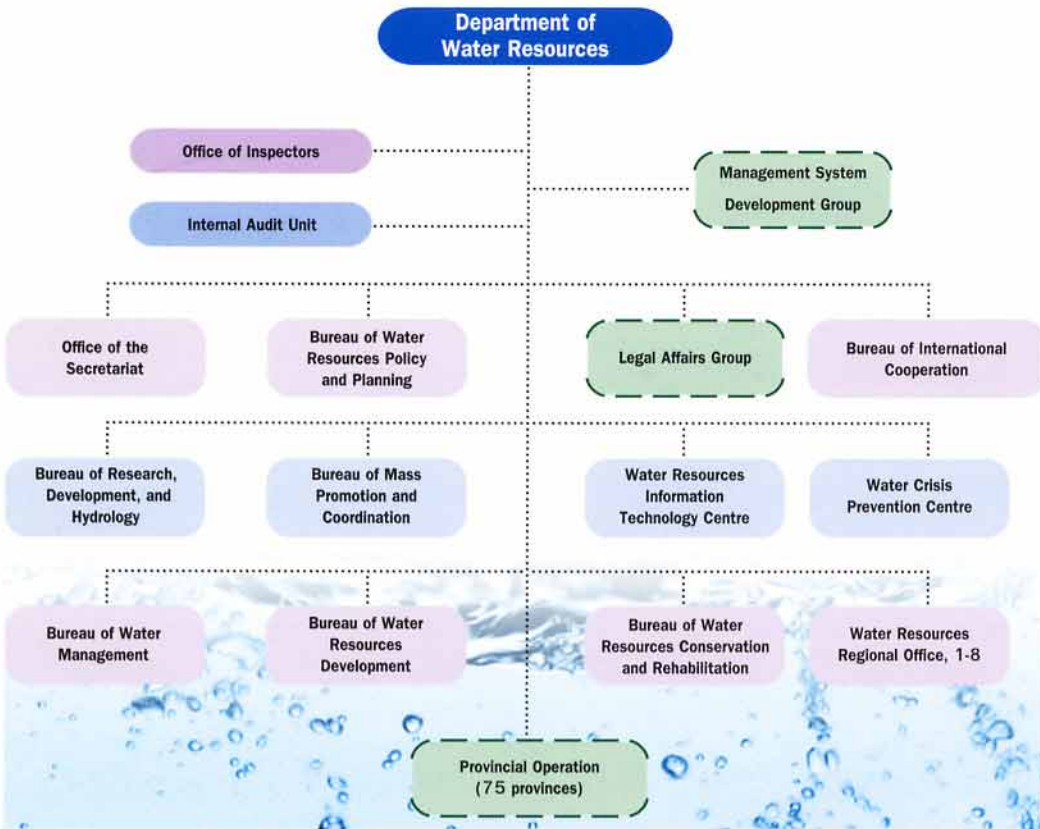 Department of
Water Resources
Office of Inspectors
Management System
Development Group
Internal Audit Unit
Office of the
Secretariat
Bureau of Water
Resources Policy
and Planning
Legal Affairs Group
Bureau of International
Cooperation
Bureau of Research,
Development, and
Hydrology
Bureau of Mass
Promotion and
Coordination
Water Resources
Information
Technology Centre
Water Crisis
Prevention Centre
Bureau of Water
Management
Bureau of Water
Resources
Development
Bureau of Water
Resources Conservation
and Rehabilitation
Water Resources
Regional Office, 1-8
Provincial Operation
(75 provinces)